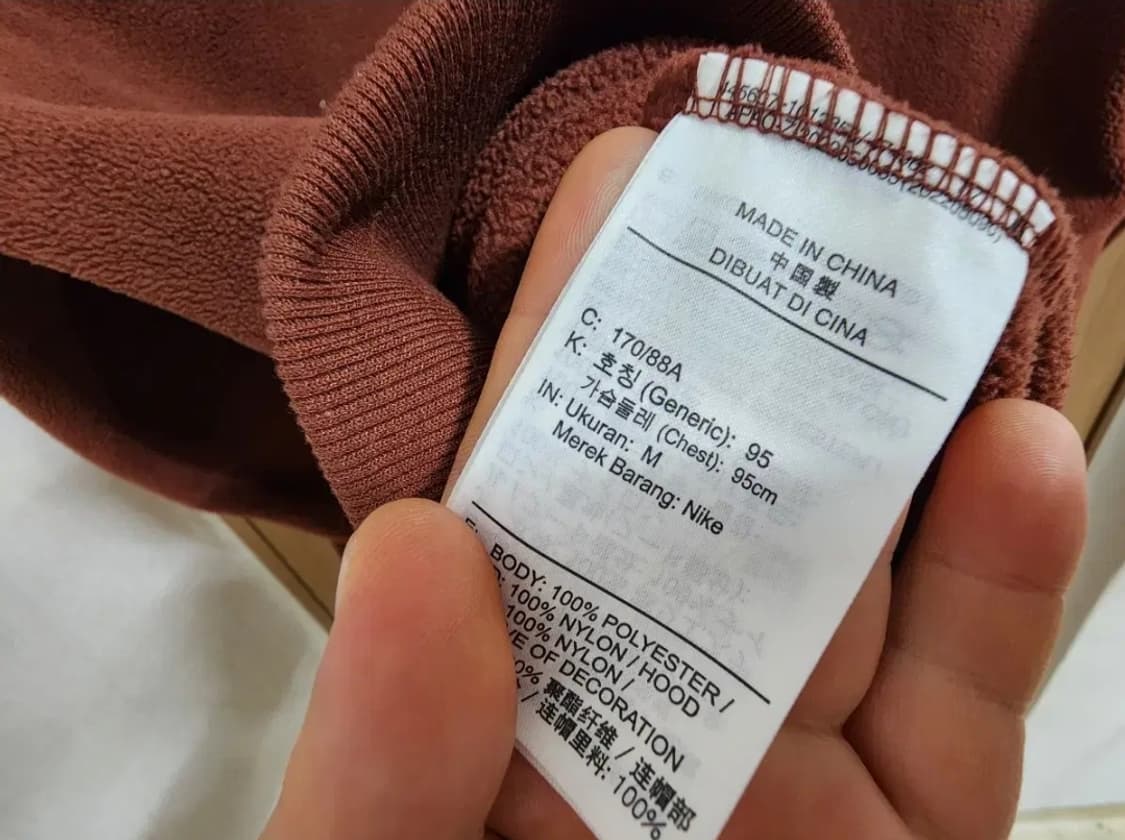 MADE IN CHINA
中国製
DIBUAT DI CINA
C: 170/88A
K: 호칭 (Generic): 95
가슴둘레 (Chest): 95cm
IN: Ukuran: M
Merek Barang: Nike
BODY: 100% POLYESTER /
100% NYLON / HOOD
100% NYLON /
OF DECORATION
聚酯纤维 / 连帽部
/ 连帽里料: 100%